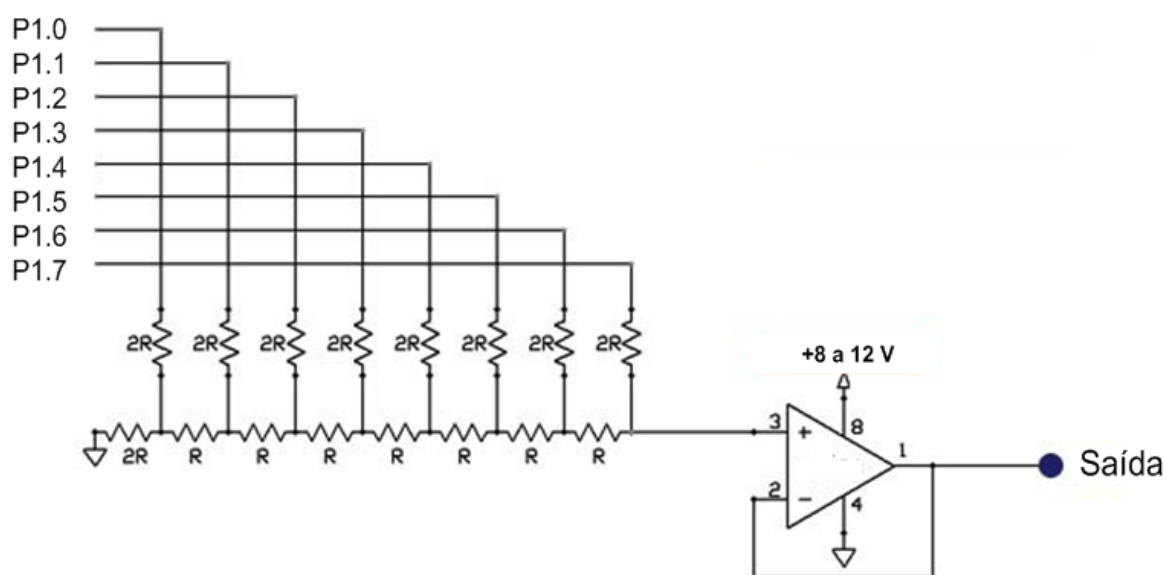 P1.0
P1.1
P1.2
P1.3
P1.4
P1.5
P1.6
P1.7
2R 2R 2R 2R 2R 2R 2R 2R
+8 a 12 V
3 + 8
1
Saída
2R R R R R R R R
2 − 4